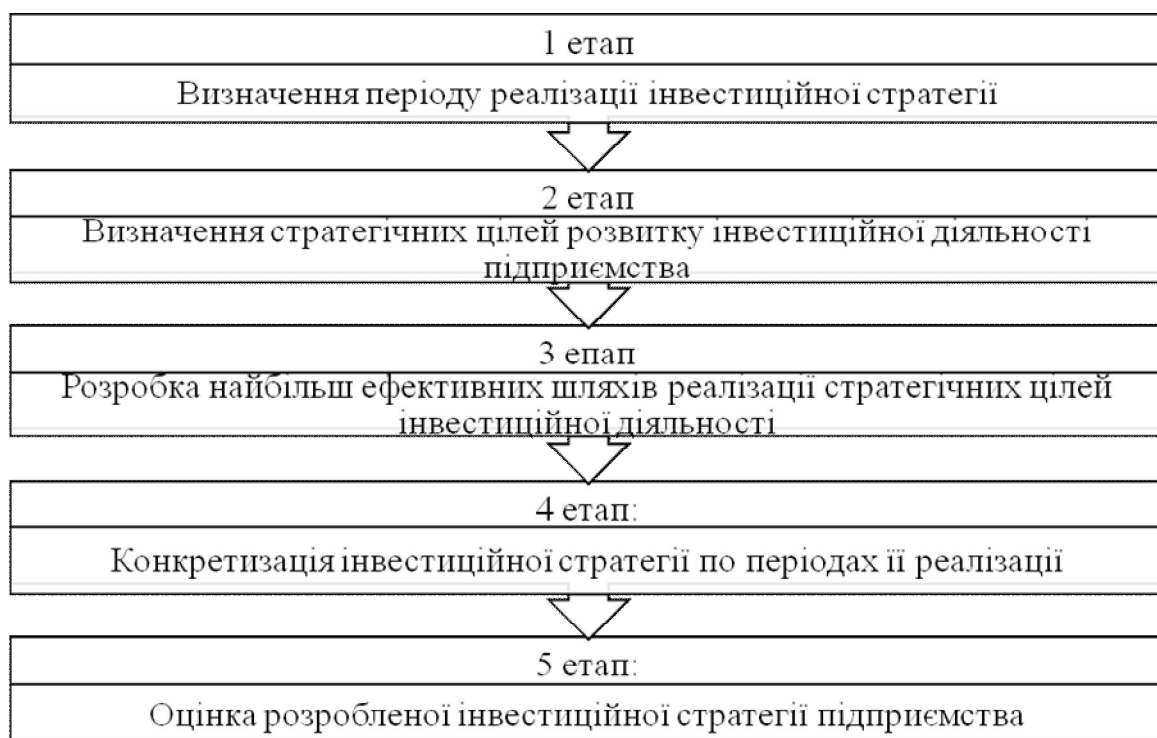 1 етап
Визначення періоду реалізації інвестиційної стратегії
2 етап
Визначення стратегічних цілей розвитку інвестиційної діяльності
підприємства
3 епап
Розробка найбільш ефективних шляхів реалізації стратегічних цілей
інвестиційної діяльності
4 етап:
Конкретизація інвестиційної стратегії по періодах її реалізації
5 етап:
Оцінка розробленої інвестиційної стратегії підприємства